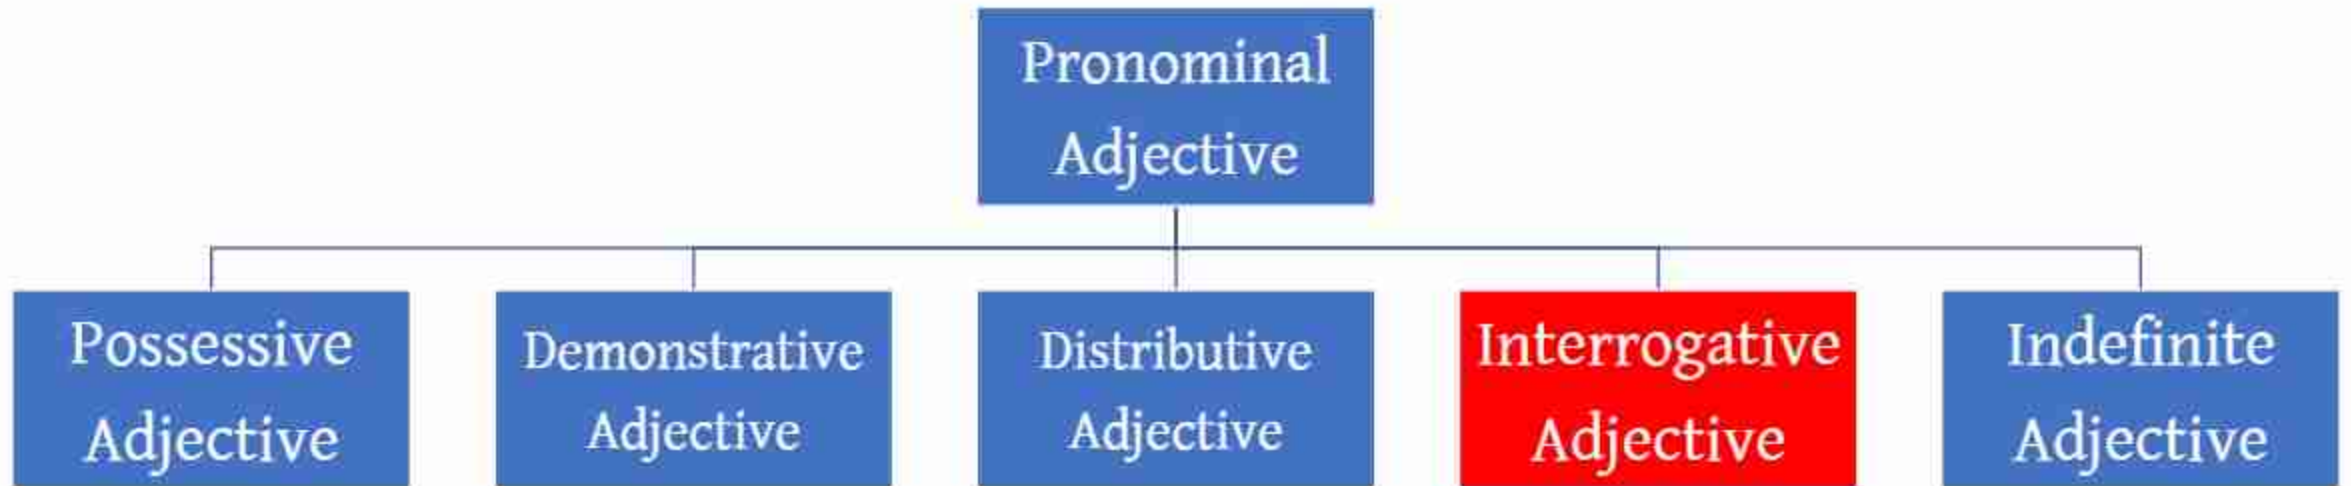 Pronominal
Adjective
Possessive
Adjective
Demonstrative
Adjective
Distributive
Adjective
Interrogative
Adjective
Indefinite
Adjective